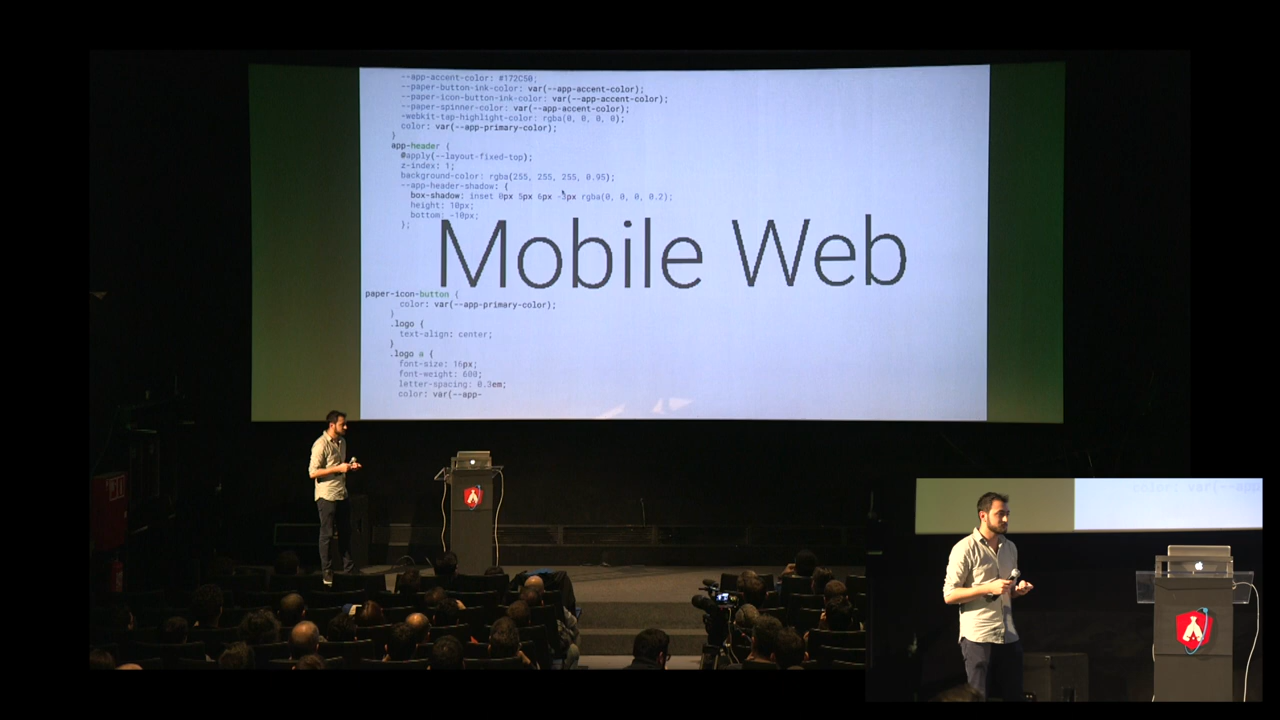 --app-accent-color: #172C50;
--paper-button-ink-color: var(--app-accent-color);
--paper-icon-button-ink-color: var(--app-accent-color);
--paper-spinner-color: var(--app-accent-color);
-webkit-tap-highlight-color: rgba(0, 0, 0, 0);
color: var(--app-primary-color);
}
app-header {
@apply(--layout-fixed-top);
z-index: 1;
background-color: rgba(255, 255, 255, 0.95);
--app-header-shadow: {
box-shadow: inset 0px 5px 6px -3px rgba(0, 0, 0, 0.2);
height: 10px;
bottom: -10px;
};
Mobile Web
paper-icon-button {
color: var(--app-primary-color);
}
.logo {
text-align: center;
}
.logo a {
font-size: 16px;
font-weight: 600;
letter-spacing: 0.3em;
color: var(--app-
color: var(--app